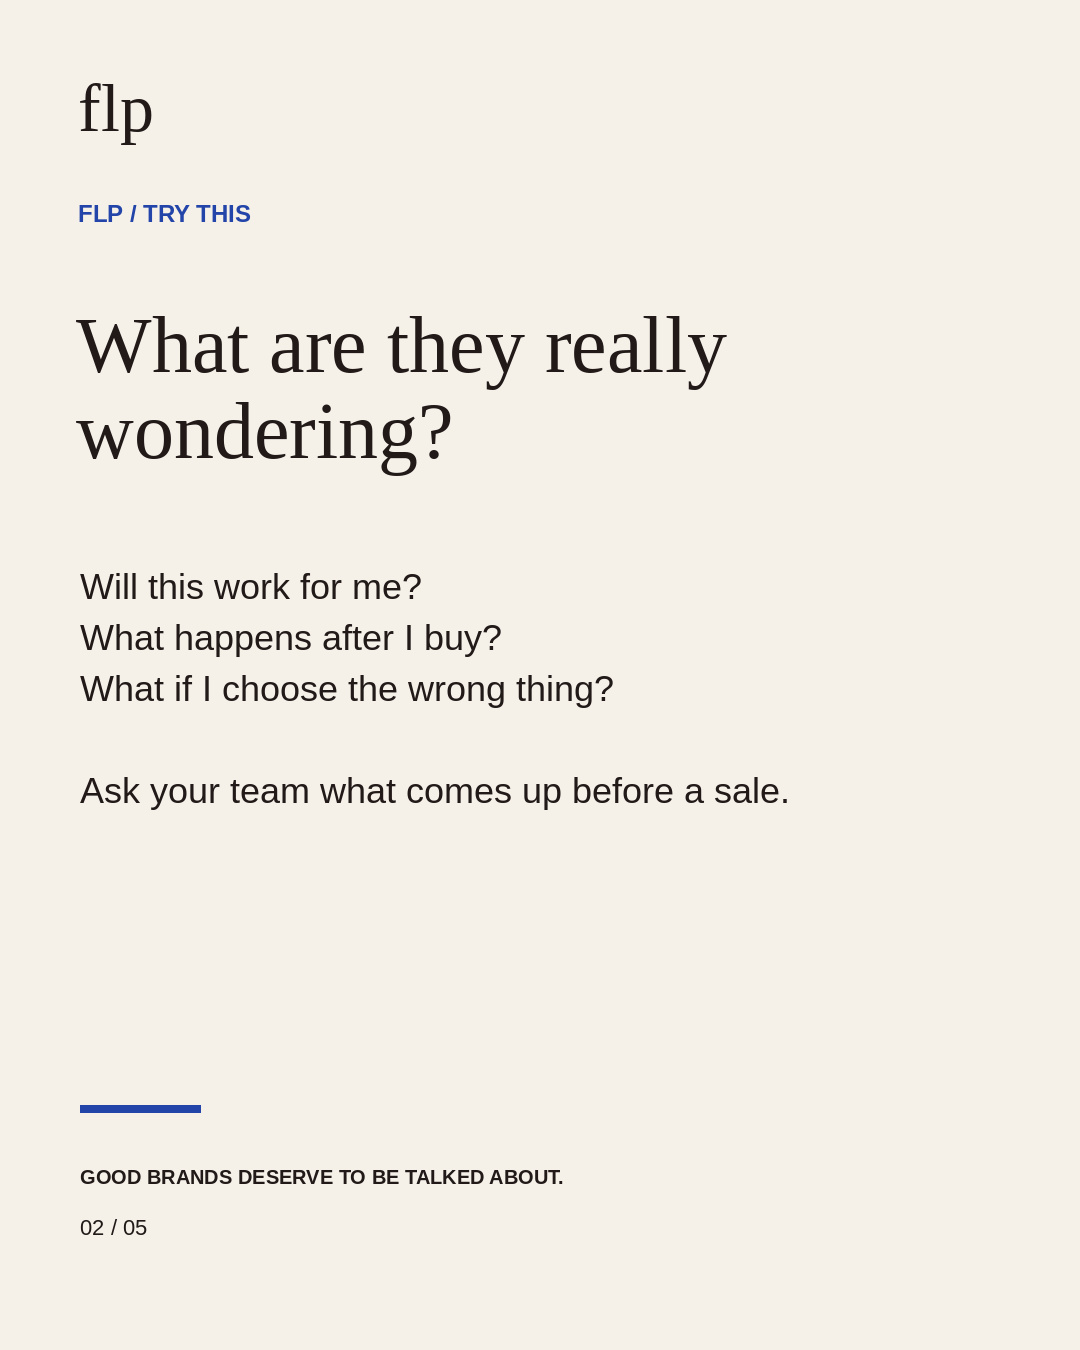 flp
FLP / TRY THIS
What are they really
wondering?
Will this work for me?
What happens after I buy?
What if I choose the wrong thing?
Ask your team what comes up before a sale.
GOOD BRANDS DESERVE TO BE TALKED ABOUT.
02 / 05